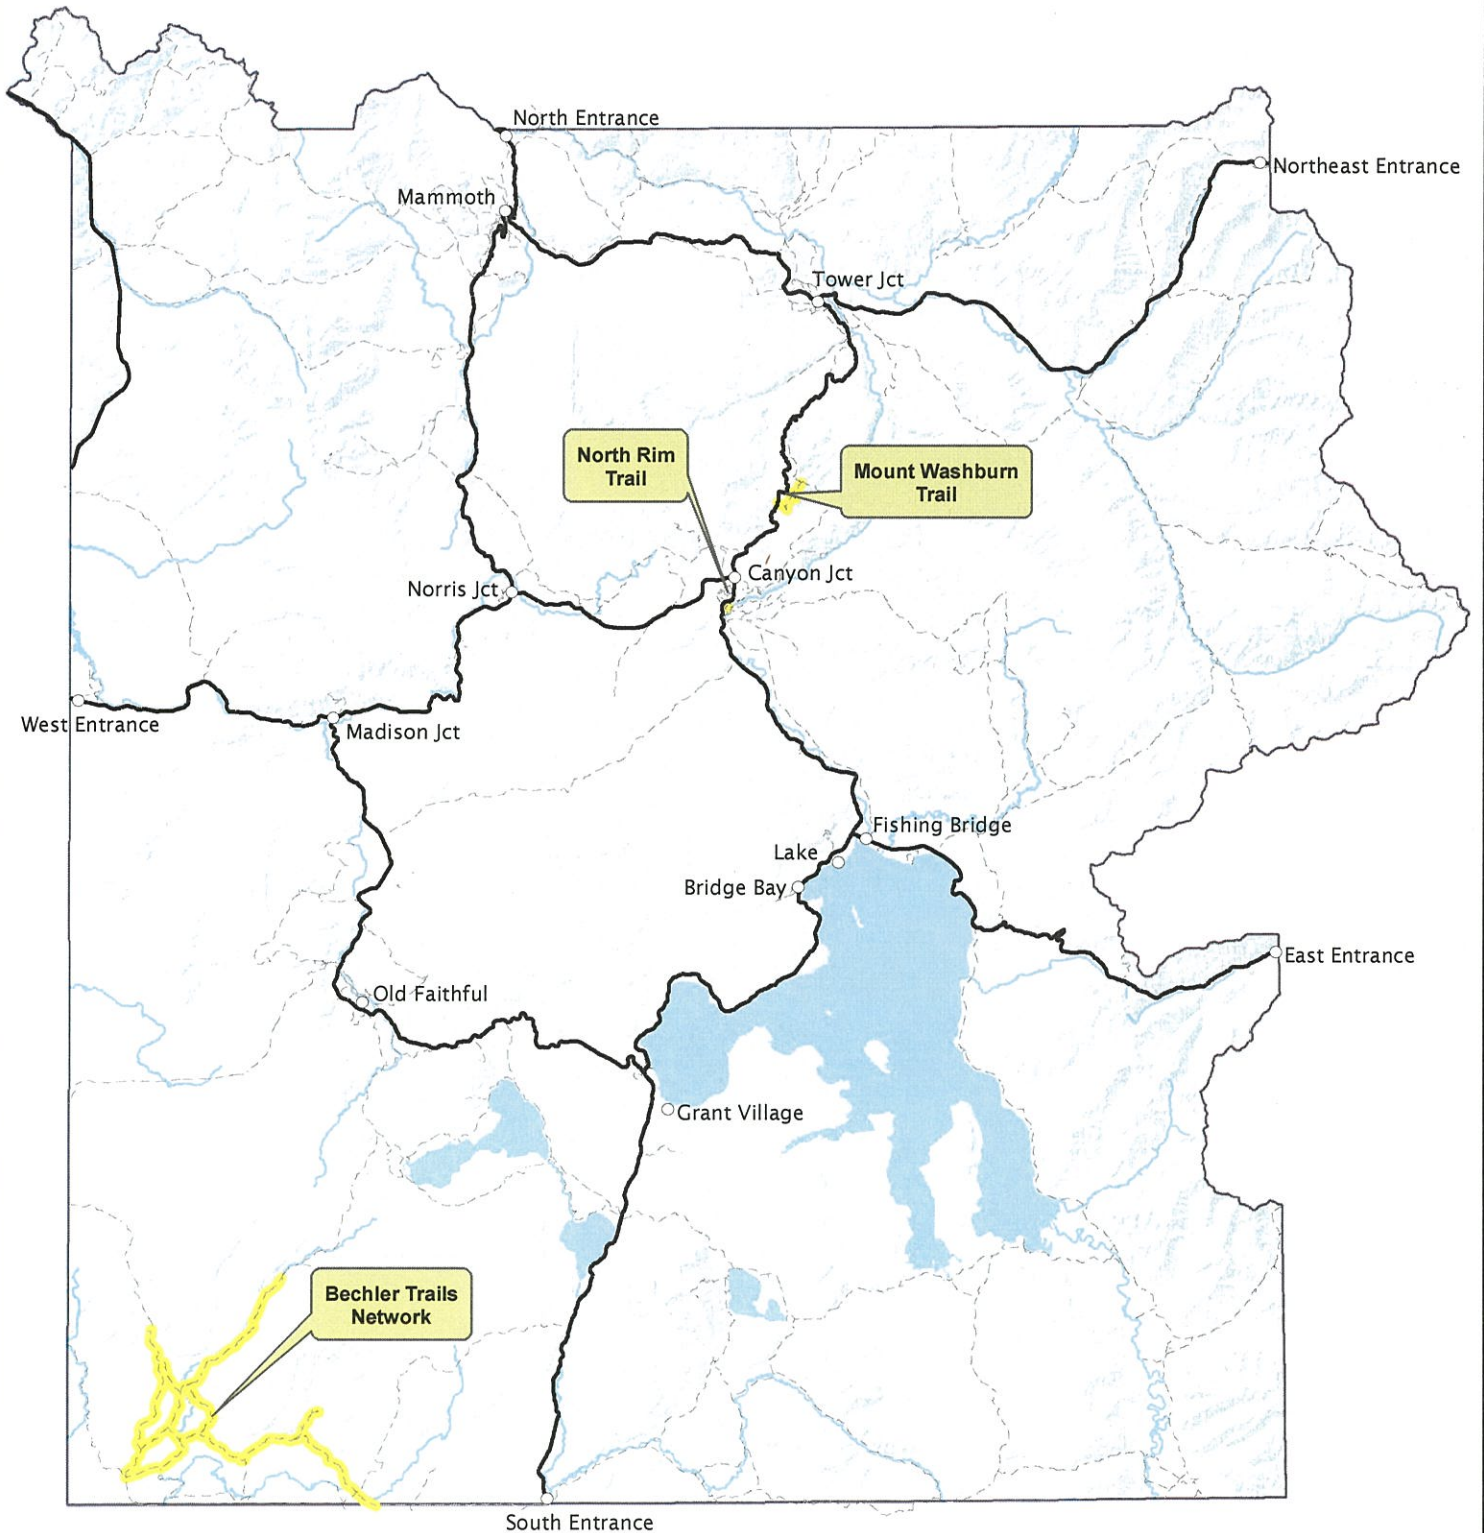 North Entrance
Northeast Entrance
Mammoth
Tower Jct
North Rim
Trail
Mount Washburn
Trail
Canyon Jct
Norris Jct
West Entrance
Madison Jct
Fishing Bridge
Lake
Bridge Bay
East Entrance
Old Faithful
Grant Village
Bechler Trails
Network
South Entrance